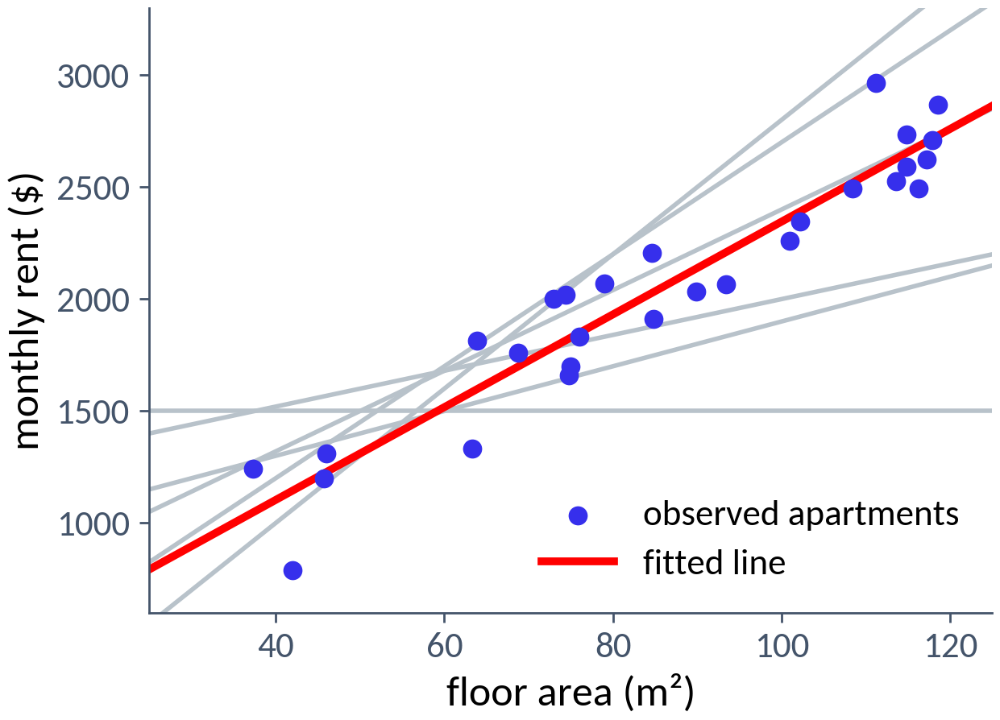 monthly rent ($)
3000
2500
2000
1500
1000
observed apartments
fitted line
40 60 80 100 120
floor area (m²)